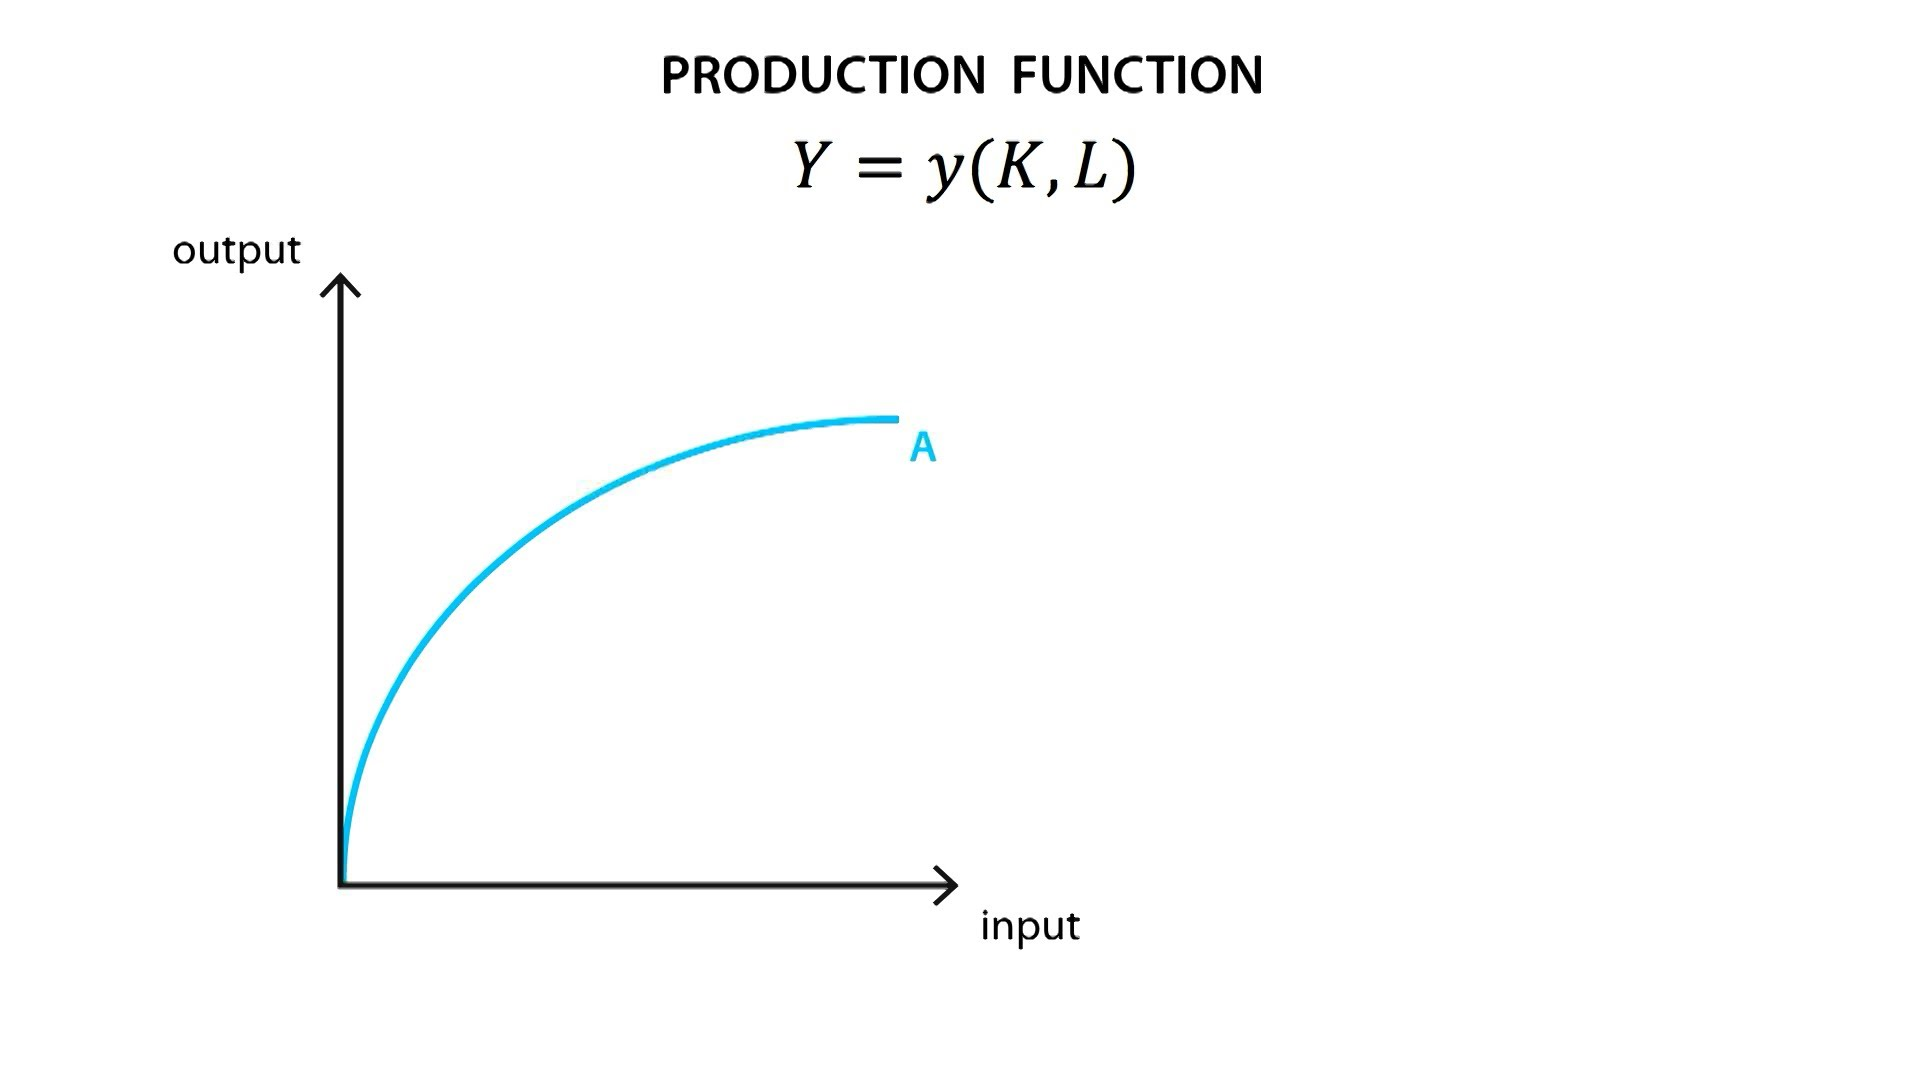 PRODUCTION FUNCTION
Y = y(K, L)
output
A
input